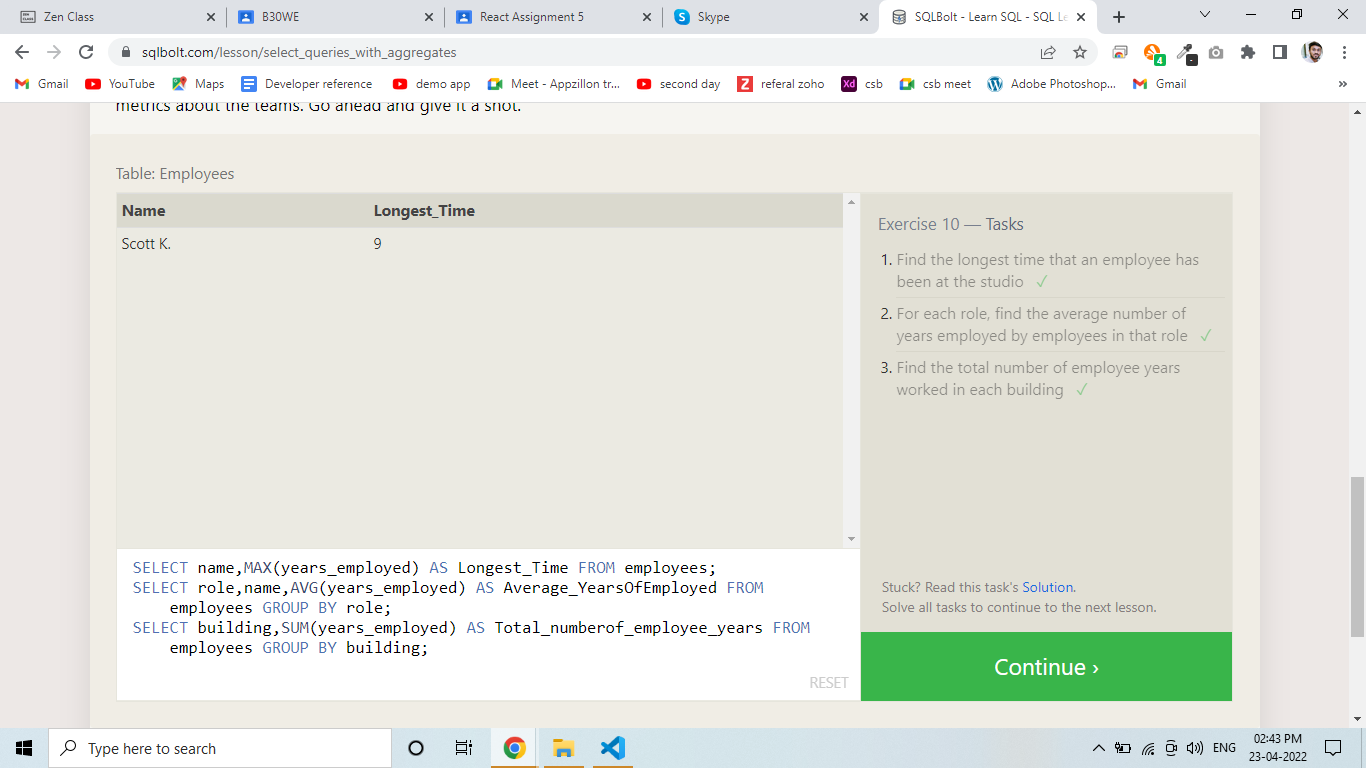 Zen Class
B30WE
React Assignment 5
Skype
SQLBolt - Learn SQL - SQL Le
sqlbolt.com/lesson/select_queries_with_aggregates
4
Gmail
YouTube
Maps
Developer reference
demo app
Meet - Appzillon tr...
second day
Z referal zoho
Xd csb
csb meet
Adobe Photoshop...
Gmail
»
metrics about the teams. Go ahead and give it a shot.
Table: Employees
Name Longest_Time
Scott K. 9
Exercise 10 — Tasks
1. Find the longest time that an employee has
been at the studio ✓
2. For each role, find the average number of
years employed by employees in that role ✓
3. Find the total number of employee years
worked in each building ✓
SELECT name,MAX(years_employed) AS Longest_Time FROM employees;
SELECT role,name,AVG(years_employed) AS Average_YearsOfEmployed FROM
employees GROUP BY role;
SELECT building,SUM(years_employed) AS Total_numberof_employee_years FROM
employees GROUP BY building;
RESET
Stuck? Read this task's Solution.
Solve all tasks to continue to the next lesson.
Continue ›
Type here to search
ENG
02:43 PM
23-04-2022